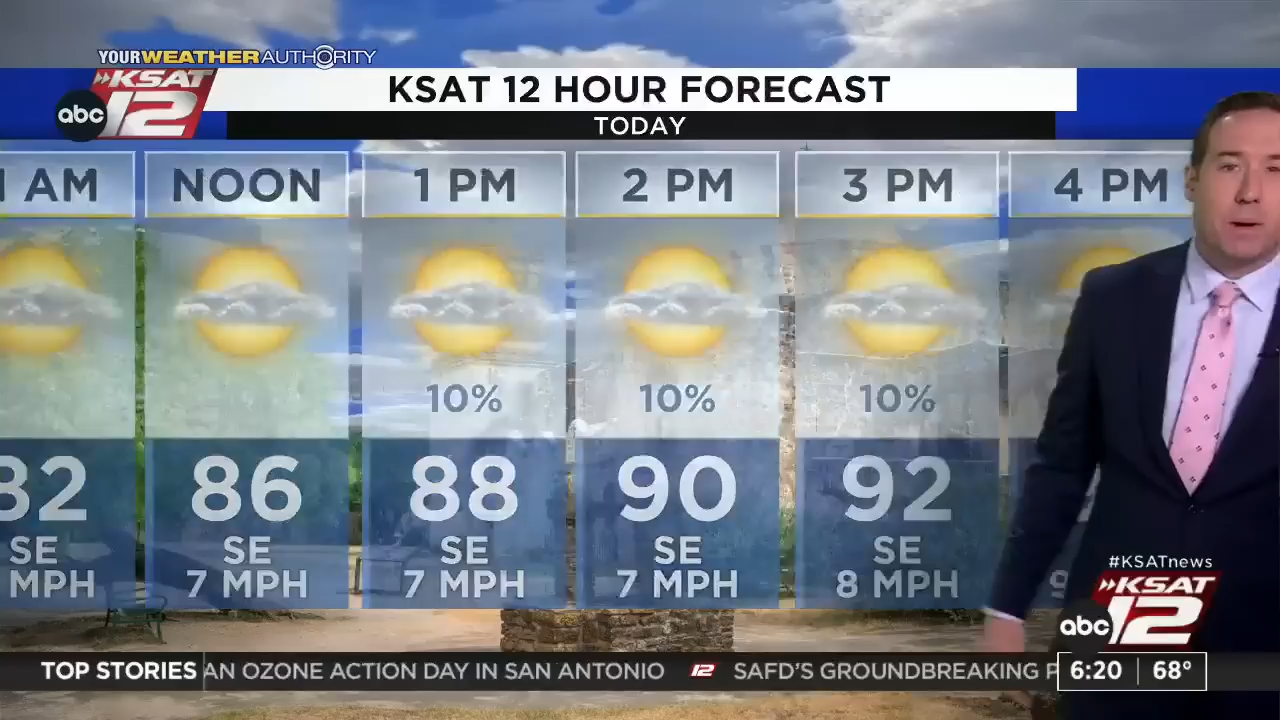 YOURWEATHERAUTHORITY
KSAT
abc 12
KSAT 12 HOUR FORECAST
TODAY
AM NOON 1 PM 2 PM 3 PM 4 PM
10% 10% 10%
82 86 88 90 92
SE SE SE SE SE
MPH 7 MPH 7 MPH 7 MPH 8 MPH 9
#KSATnews
KSAT
abc 12
TOP STORIES AN OZONE ACTION DAY IN SAN ANTONIO 12 SAFD'S GROUNDBREAKING P 6:20 68°